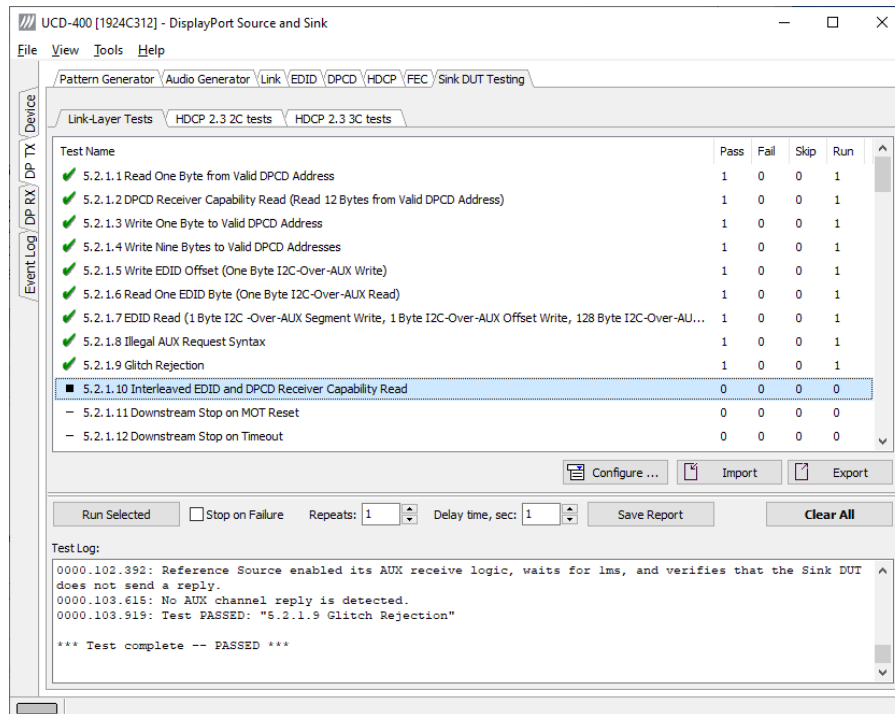 UCD-400 [1924C312] - DisplayPort Source and Sink
File View Tools Help
Pattern Generator Audio Generator Link EDID DPCD HDCP FEC Sink DUT Testing
Device
DP TX
DP RX
Event Log
Link-Layer Tests HDCP 2.3 2C tests HDCP 2.3 3C tests
Test Name Pass Fail Skip Run
5.2.1.1 Read One Byte from Valid DPCD Address 1 0 0 1
5.2.1.2 DPCD Receiver Capability Read (Read 12 Bytes from Valid DPCD Address) 1 0 0 1
5.2.1.3 Write One Byte to Valid DPCD Address 1 0 0 1
5.2.1.4 Write Nine Bytes to Valid DPCD Addresses 1 0 0 1
5.2.1.5 Write EDID Offset (One Byte I2C-Over-AUX Write) 1 0 0 1
5.2.1.6 Read One EDID Byte (One Byte I2C-Over-AUX Read) 1 0 0 1
5.2.1.7 EDID Read (1 Byte I2C -Over-AUX Segment Write, 1 Byte I2C-Over-AUX Offset Write, 128 Byte I2C-Over-AU... 1 0 0 1
5.2.1.8 Illegal AUX Request Syntax 1 0 0 1
5.2.1.9 Glitch Rejection 1 0 0 1
5.2.1.10 Interleaved EDID and DPCD Receiver Capability Read 0 0 0 0
5.2.1.11 Downstream Stop on MOT Reset 0 0 0 0
5.2.1.12 Downstream Stop on Timeout 0 0 0 0
Configure ... Import Export
Run Selected Stop on Failure Repeats: 1 Delay time, sec: 1 Save Report Clear All
Test Log:
0000.102.392: Reference Source enabled its AUX receive logic, waits for 1ms, and verifies that the Sink DUT
does not send a reply.
0000.103.615: No AUX channel reply is detected.
0000.103.919: Test PASSED: "5.2.1.9 Glitch Rejection"
*** Test complete -- PASSED ***